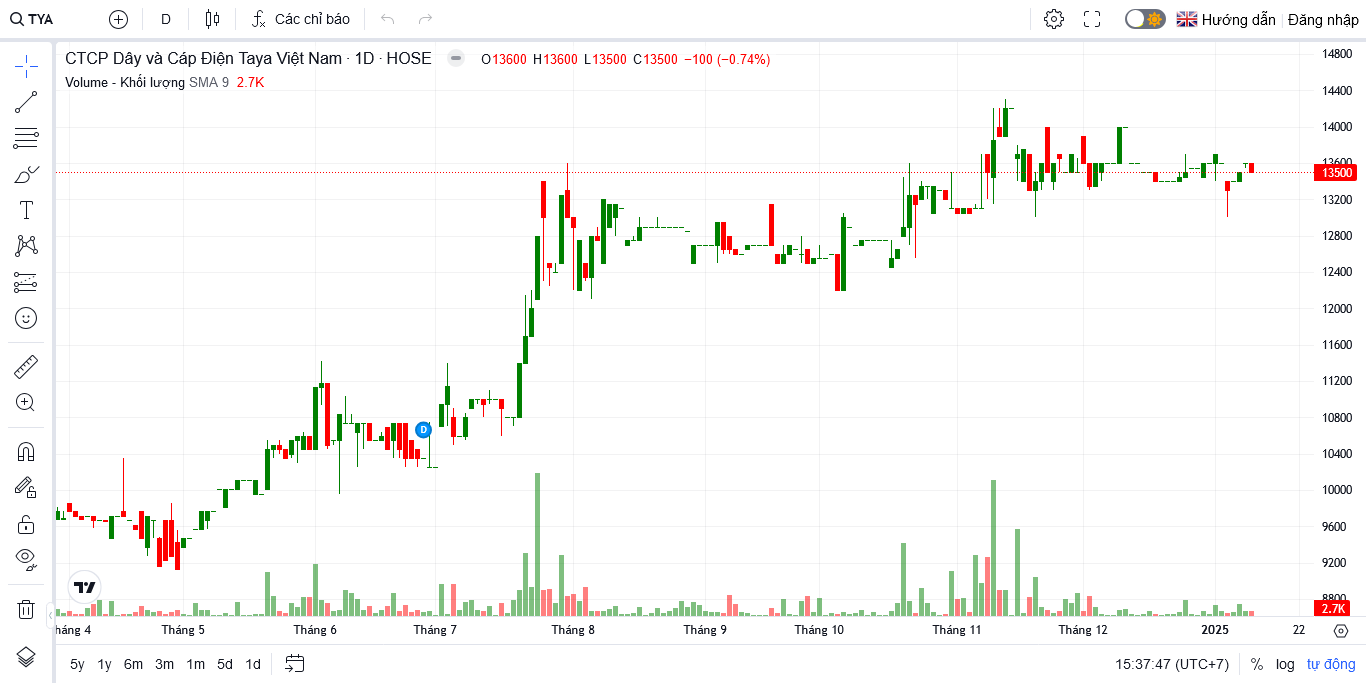 TYA D Các chỉ báo Hướng dẫn Đăng nhập
CTCP Dây và Cáp Điện Taya Việt Nam · 1D · HOSE O13600 H13600 L13500 C13500 −100 (−0.74%)
Volume - Khối lượng SMA 9 2.7K
14800
14400
14000
13600
13500
13200
12800
12400
12000
11600
11200
10800
D
10400
10000
9600
9200
8800
2.7K
háng 4 Tháng 5 Tháng 6 Tháng 7 Tháng 8 Tháng 9 Tháng 10 Tháng 11 Tháng 12 2025 22
5y 1y 6m 3m 1m 5d 1d 15:37:47 (UTC+7) % log tự động